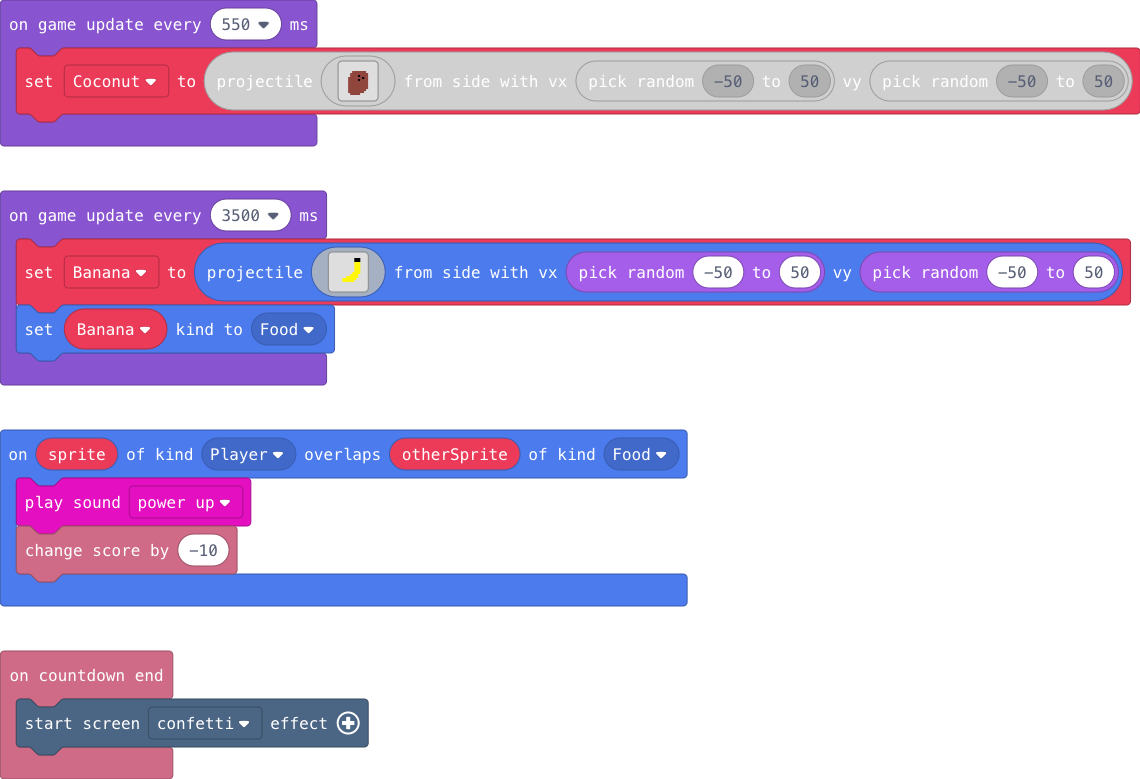 on game update every 550 ms
set Coconut to projectile from side with vx pick random -50 to 50 vy pick random -50 to 50
on game update every 3500 ms
set Banana to projectile from side with vx pick random -50 to 50 vy pick random -50 to 50
set Banana kind to Food
on sprite of kind Player overlaps otherSprite of kind Food
play sound power up
change score by -10
on countdown end
start screen confetti effect